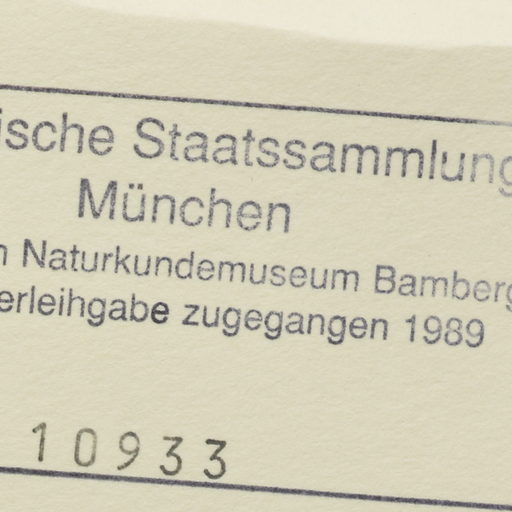 ische Staatssammlung
München
n Naturkundemuseum Bamberg
erleihgabe zugegangen 1989
10933